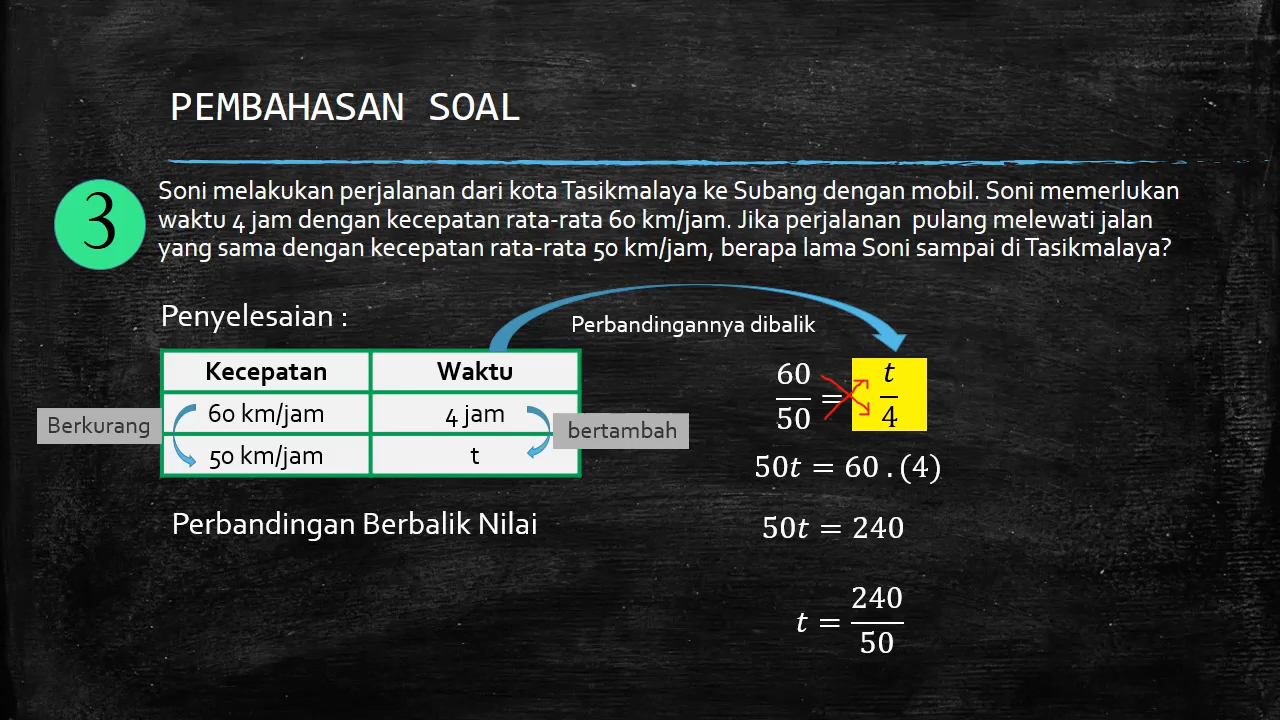 PEMBAHASAN SOAL
3
Soni melakukan perjalanan dari kota Tasikmalaya ke Subang dengan mobil. Soni memerlukan
waktu 4 jam dengan kecepatan rata-rata 60 km/jam. Jika perjalanan pulang melewati jalan
yang sama dengan kecepatan rata-rata 50 km/jam, berapa lama Soni sampai di Tasikmalaya?
Penyelesaian :
Perbandingannya dibalik
Kecepatan Waktu
60 km/jam 4 jam
Berkurang
bertambah
50 km/jam t
Perbandingan Berbalik Nilai
60/50 = t/4
50t = 60 . (4)
50t = 240
t = 240/50